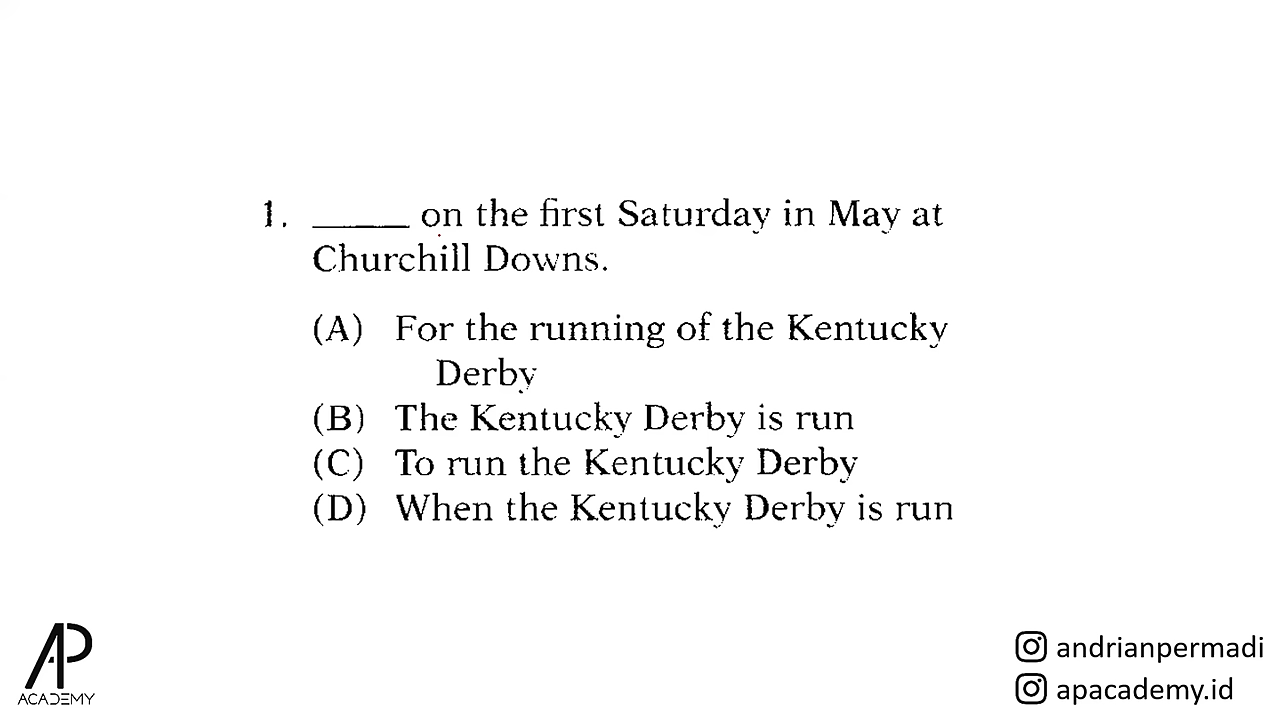 1. _____ on the first Saturday in May at
Churchill Downs.
(A) For the running of the Kentucky
Derby
(B) The Kentucky Derby is run
(C) To run the Kentucky Derby
(D) When the Kentucky Derby is run
AP
ACADEMY
andrianpermadi
apacademy.id